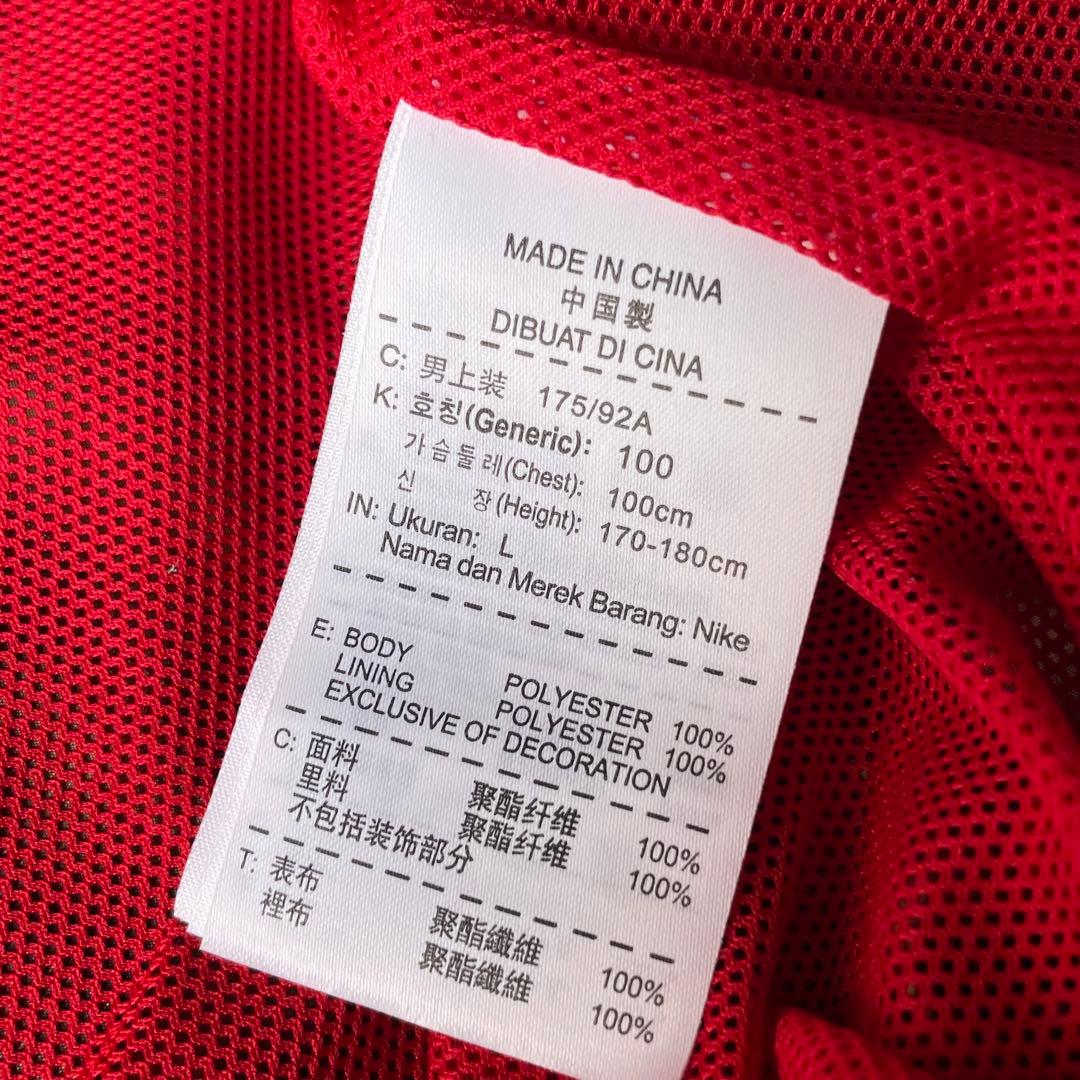 MADE IN CHINA
中国製
DIBUAT DI CINA
C: 男上装 175/92A
K: 호칭(Generic): 100
가슴둘레(Chest): 100cm
신 장(Height): 170-180cm
IN: Ukuran: L
Nama dan Merek Barang: Nike
E: BODY POLYESTER 100%
LINING POLYESTER 100%
EXCLUSIVE OF DECORATION
C: 面料 聚酯纤维 100%
里料 聚酯纤维 100%
不包括装饰部分
T: 表布 聚酯纖維 100%
裡布 聚酯纖維 100%